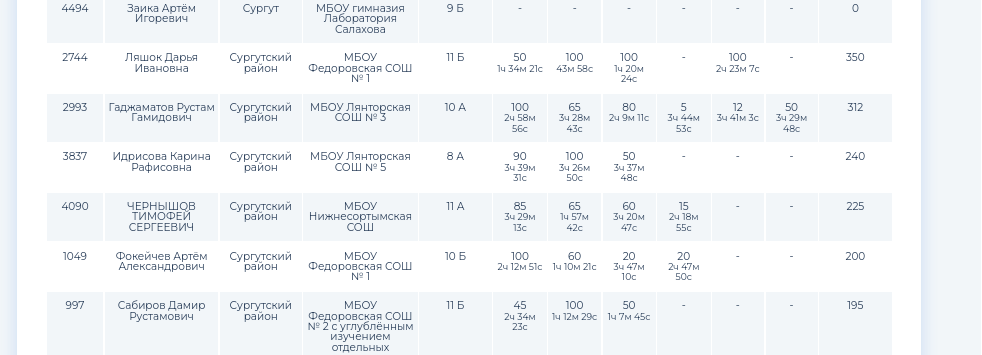 4494 Заика Артём Сургут МБОУ гимназия 9 Б - - - - - - 0
Игоревич Лаборатория
Салахова
2744 Ляшок Дарья Сургутский МБОУ 11 Б 50 100 100 - 100 - 350
Ивановна район Федоровская СОШ 1ч 34м 21с 43м 58с 1ч 20м 2ч 23м 7с
№ 1 24с
2993 Гаджаматов Рустам Сургутский МБОУ Лянторская 10 А 100 65 80 5 12 50 312
Гамидович район СОШ № 3 2ч 58м 3ч 28м 2ч 9м 11с 3ч 44м 3ч 41м 3с 3ч 29м
56с 43с 53с 48с
3837 Идрисова Карина Сургутский МБОУ Лянторская 8 А 90 100 50 - - - 240
Рафисовна район СОШ № 5 3ч 39м 3ч 26м 3ч 37м
31с 50с 48с
4090 ЧЕРНЫШОВ Сургутский МБОУ 11 А 85 65 60 15 - - 225
ТИМОФЕЙ район Нижнесортымская 3ч 29м 1ч 57м 3ч 20м 2ч 18м
СЕРГЕЕВИЧ СОШ 13с 42с 47с 55с
1049 Фокейчев Артём Сургутский МБОУ 10 Б 100 60 20 20 - - 200
Александрович район Федоровская СОШ 2ч 12м 51с 1ч 10м 21с 3ч 47м 2ч 47м
№ 1 10с 50с
997 Сабиров Дамир Сургутский МБОУ 11 Б 45 100 50 - - - 195
Рустамович район Федоровская СОШ 2ч 34м 1ч 12м 29с 1ч 7м 45с
№ 2 с углублённым 23с
изучением
отдельных